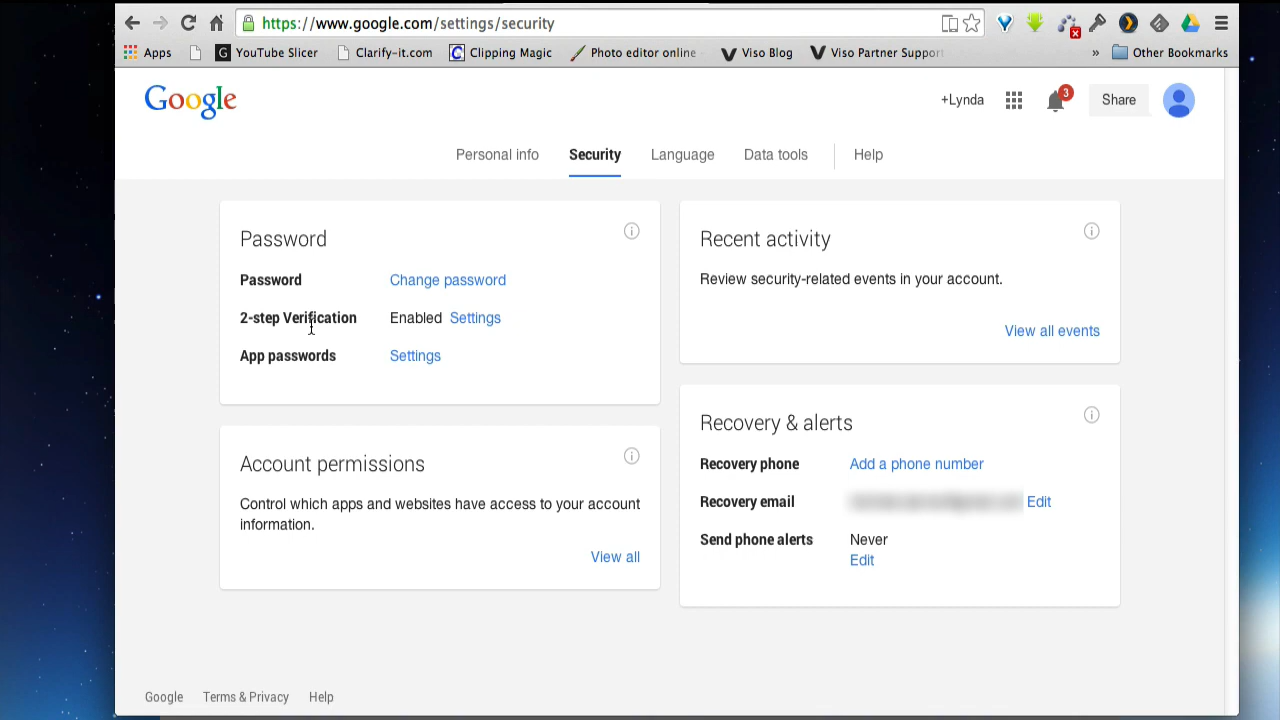 https://www.google.com/settings/security
Apps YouTube Slicer Clarify-it.com Clipping Magic Photo editor online Viso Blog Viso Partner Support » Other Bookmarks
Google +Lynda 3 Share
Personal info Security Language Data tools Help
Password
Password Change password
2-step Verification Enabled Settings
App passwords Settings
Account permissions
Control which apps and websites have access to your account
information.
View all
Recent activity
Review security-related events in your account.
View all events
Recovery & alerts
Recovery phone Add a phone number
Recovery email Edit
Send phone alerts Never
Edit
Google Terms & Privacy Help